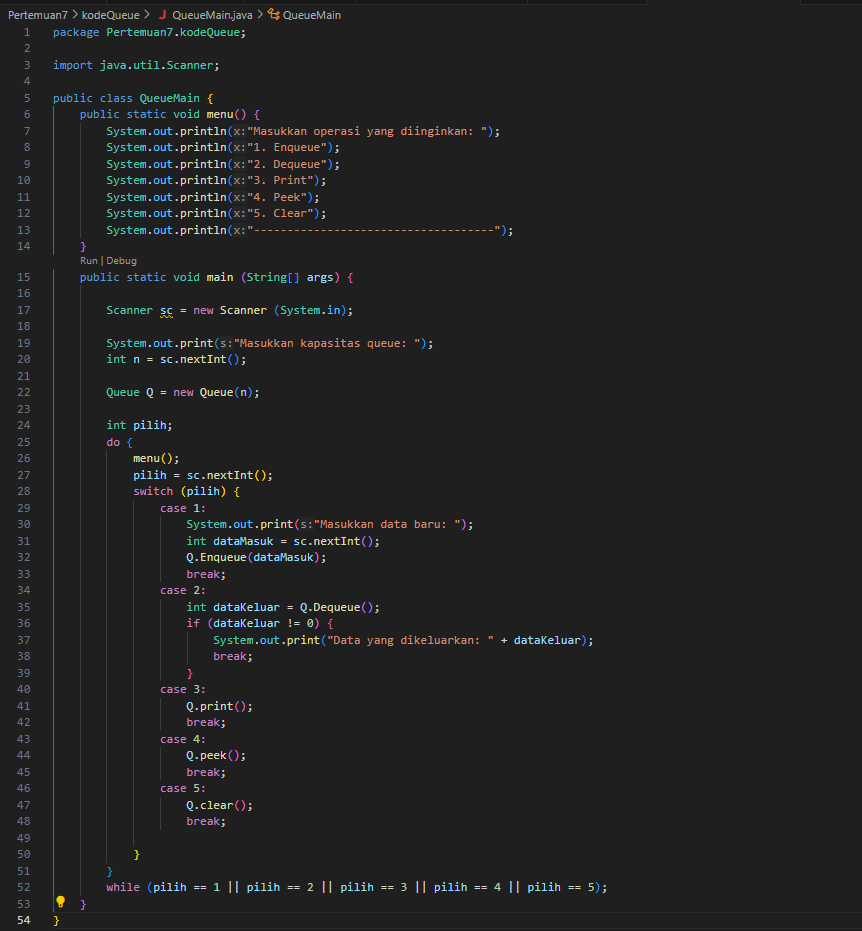 Pertemuan7 > kodeQueue > J QueueMain.java > QueueMain
1 package Pertemuan7.kodeQueue;
2
3 import java.util.Scanner;
4
5 public class QueueMain {
6 public static void menu() {
7 System.out.println(x:"Masukkan operasi yang diinginkan: ");
8 System.out.println(x:"1. Enqueue");
9 System.out.println(x:"2. Dequeue");
10 System.out.println(x:"3. Print");
11 System.out.println(x:"4. Peek");
12 System.out.println(x:"5. Clear");
13 System.out.println(x:"------------------------------------");
14 }
Run | Debug
15 public static void main (String[] args) {
16
17 Scanner sc = new Scanner (System.in);
18
19 System.out.print(s:"Masukkan kapasitas queue: ");
20 int n = sc.nextInt();
21
22 Queue Q = new Queue(n);
23
24 int pilih;
25 do {
26 menu();
27 pilih = sc.nextInt();
28 switch (pilih) {
29 case 1:
30 System.out.print(s:"Masukkan data baru: ");
31 int dataMasuk = sc.nextInt();
32 Q.Enqueue(dataMasuk);
33 break;
34 case 2:
35 int dataKeluar = Q.Dequeue();
36 if (dataKeluar != 0) {
37 System.out.print("Data yang dikeluarkan: " + dataKeluar);
38 break;
39 }
40 case 3:
41 Q.print();
42 break;
43 case 4:
44 Q.peek();
45 break;
46 case 5:
47 Q.clear();
48 break;
49
50 }
51 }
52 while (pilih == 1 || pilih == 2 || pilih == 3 || pilih == 4 || pilih == 5);
53 }
54 }